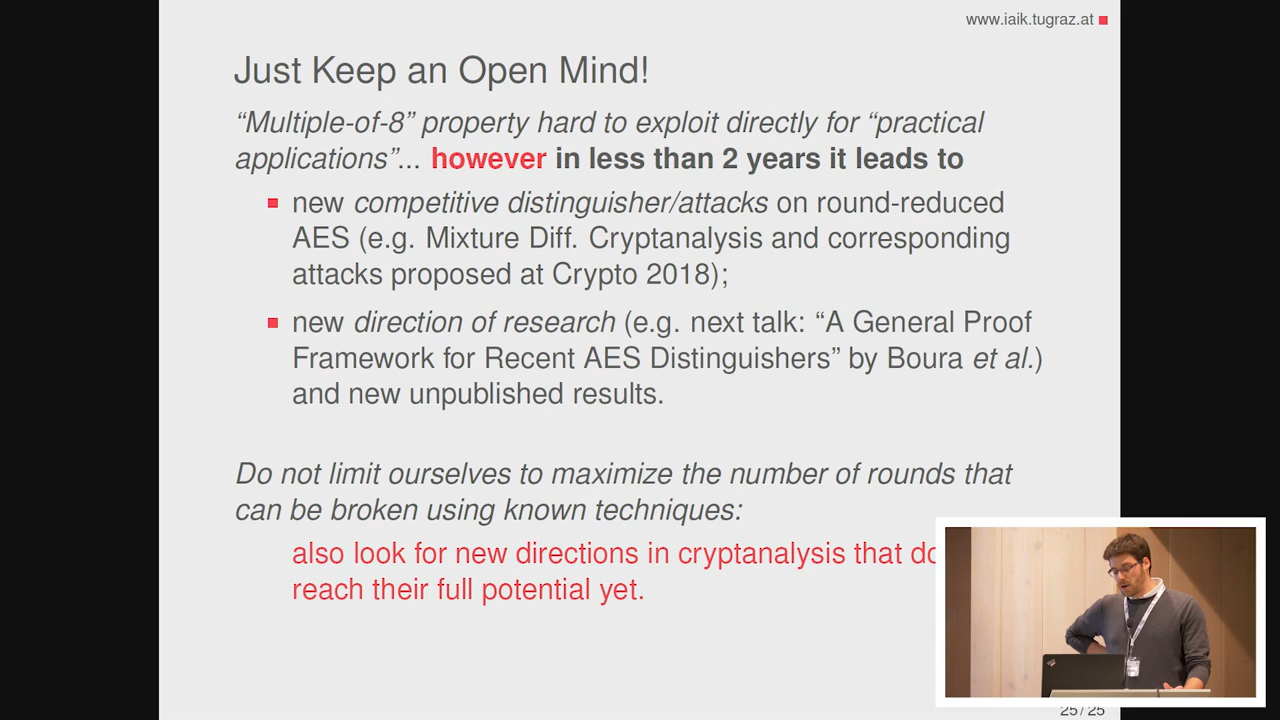 www.iaik.tugraz.at
Just Keep an Open Mind!
“Multiple-of-8” property hard to exploit directly for “practical
applications”... however in less than 2 years it leads to
new competitive distinguisher/attacks on round-reduced
AES (e.g. Mixture Diff. Cryptanalysis and corresponding
attacks proposed at Crypto 2018);
new direction of research (e.g. next talk: “A General Proof
Framework for Recent AES Distinguishers” by Boura et al.)
and new unpublished results.
Do not limit ourselves to maximize the number of rounds that
can be broken using known techniques:
also look for new directions in cryptanalysis that do
reach their full potential yet.
25/25